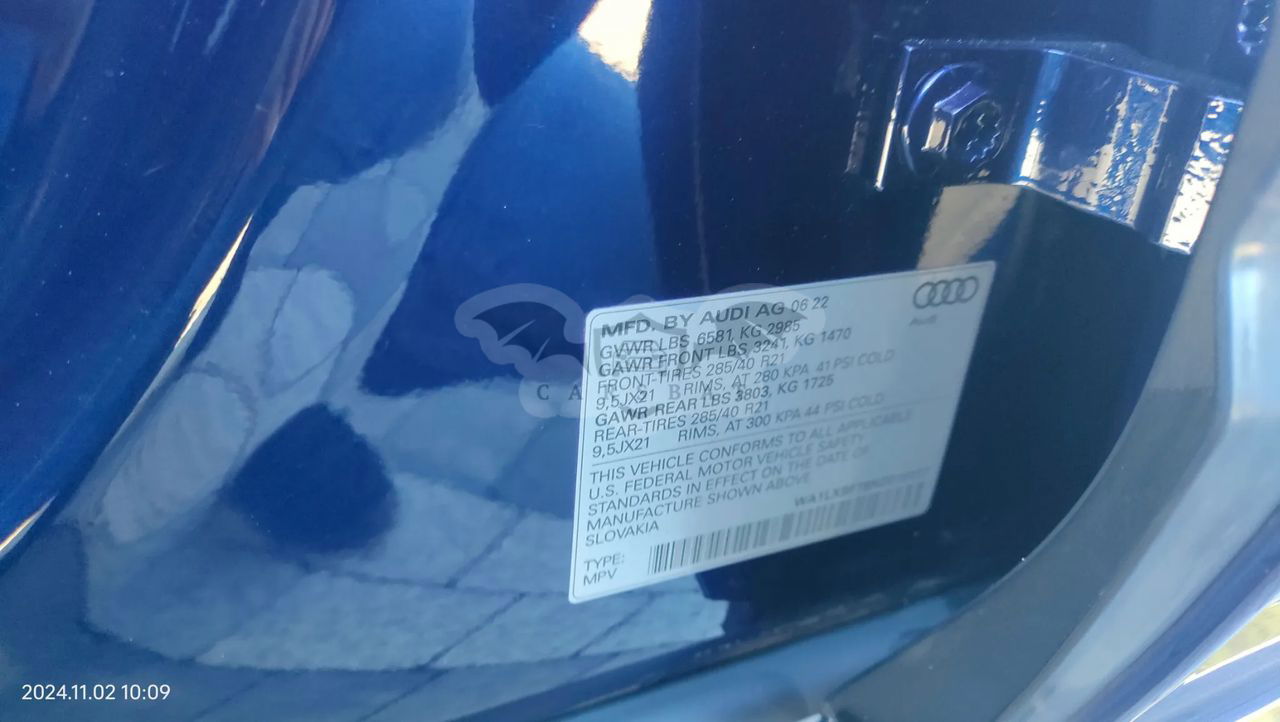 MFD. BY AUDI AG 06 22
GVWR LBS 6581, KG 2985
GAWR FRONT LBS 3241, KG 1470
FRONT-TIRES 285/40 R21
9,5JX21 RIMS, AT 280 KPA 41 PSI COLD
GAWR REAR LBS 3803, KG 1725
REAR-TIRES 285/40 R21
9,5JX21 RIMS, AT 300 KPA 44 PSI COLD
THIS VEHICLE CONFORMS TO ALL APPLICABLE
U.S. FEDERAL MOTOR VEHICLE SAFETY
STANDARDS IN EFFECT ON THE DATE OF
MANUFACTURE SHOWN ABOVE
SLOVAKIA
TYPE:
MPV
Audi
2024.11.02 10:09